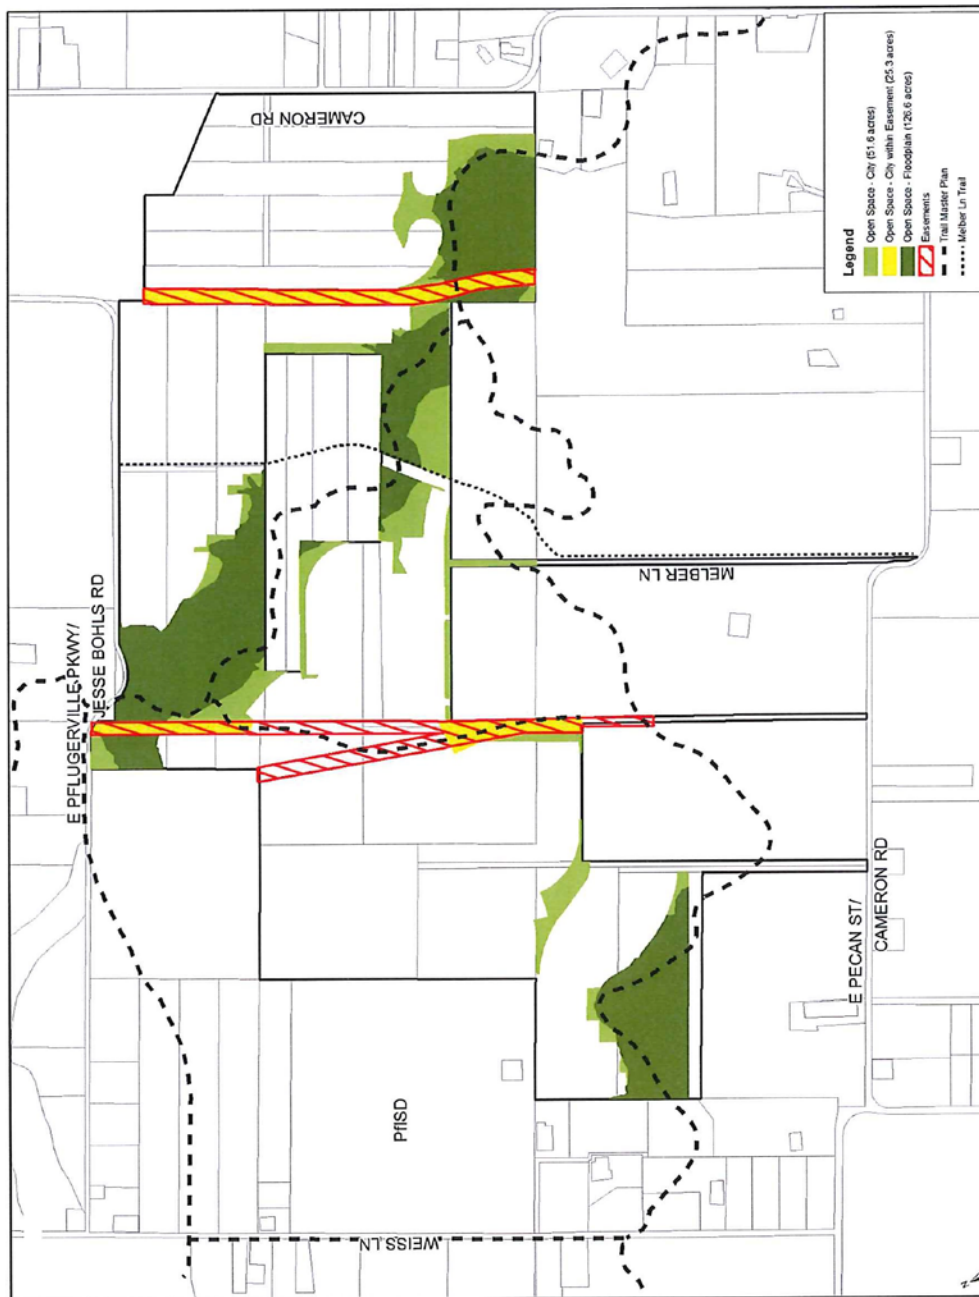 E PFLUGERVILLE PKWY/
JESSE BOHLS RD
CAMERON RD
MELBER LN
PfISD
WEISS LN
E PECAN ST/
CAMERON RD
Legend
Open Space - City (51.6 acres)
Open Space - City within Easement (25.3 acres)
Open Space - Floodplain (126.6 acres)
Easements
Trail Master Plan
Melber Ln Trail
N